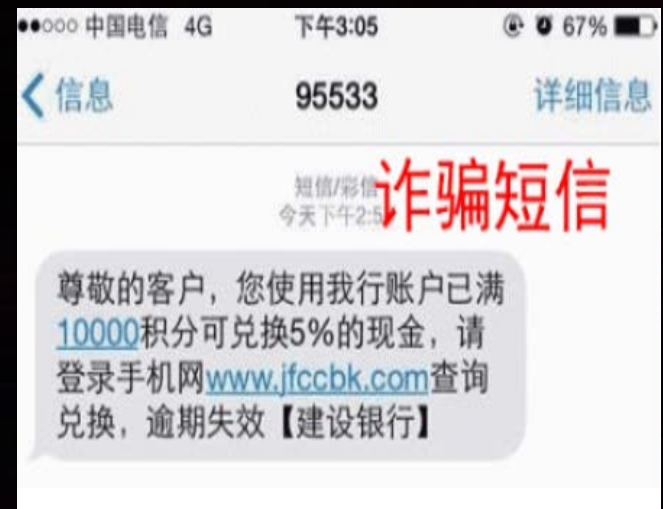 中国电信 4G 下午3:05 67%
信息 95533 详细信息
短信/彩信
今天下午2:5
诈骗短信
尊敬的客户，您使用我行账户已满
10000积分可兑换5%的现金，请
登录手机网www.jfccbk.com查询
兑换，逾期失效【建设银行】